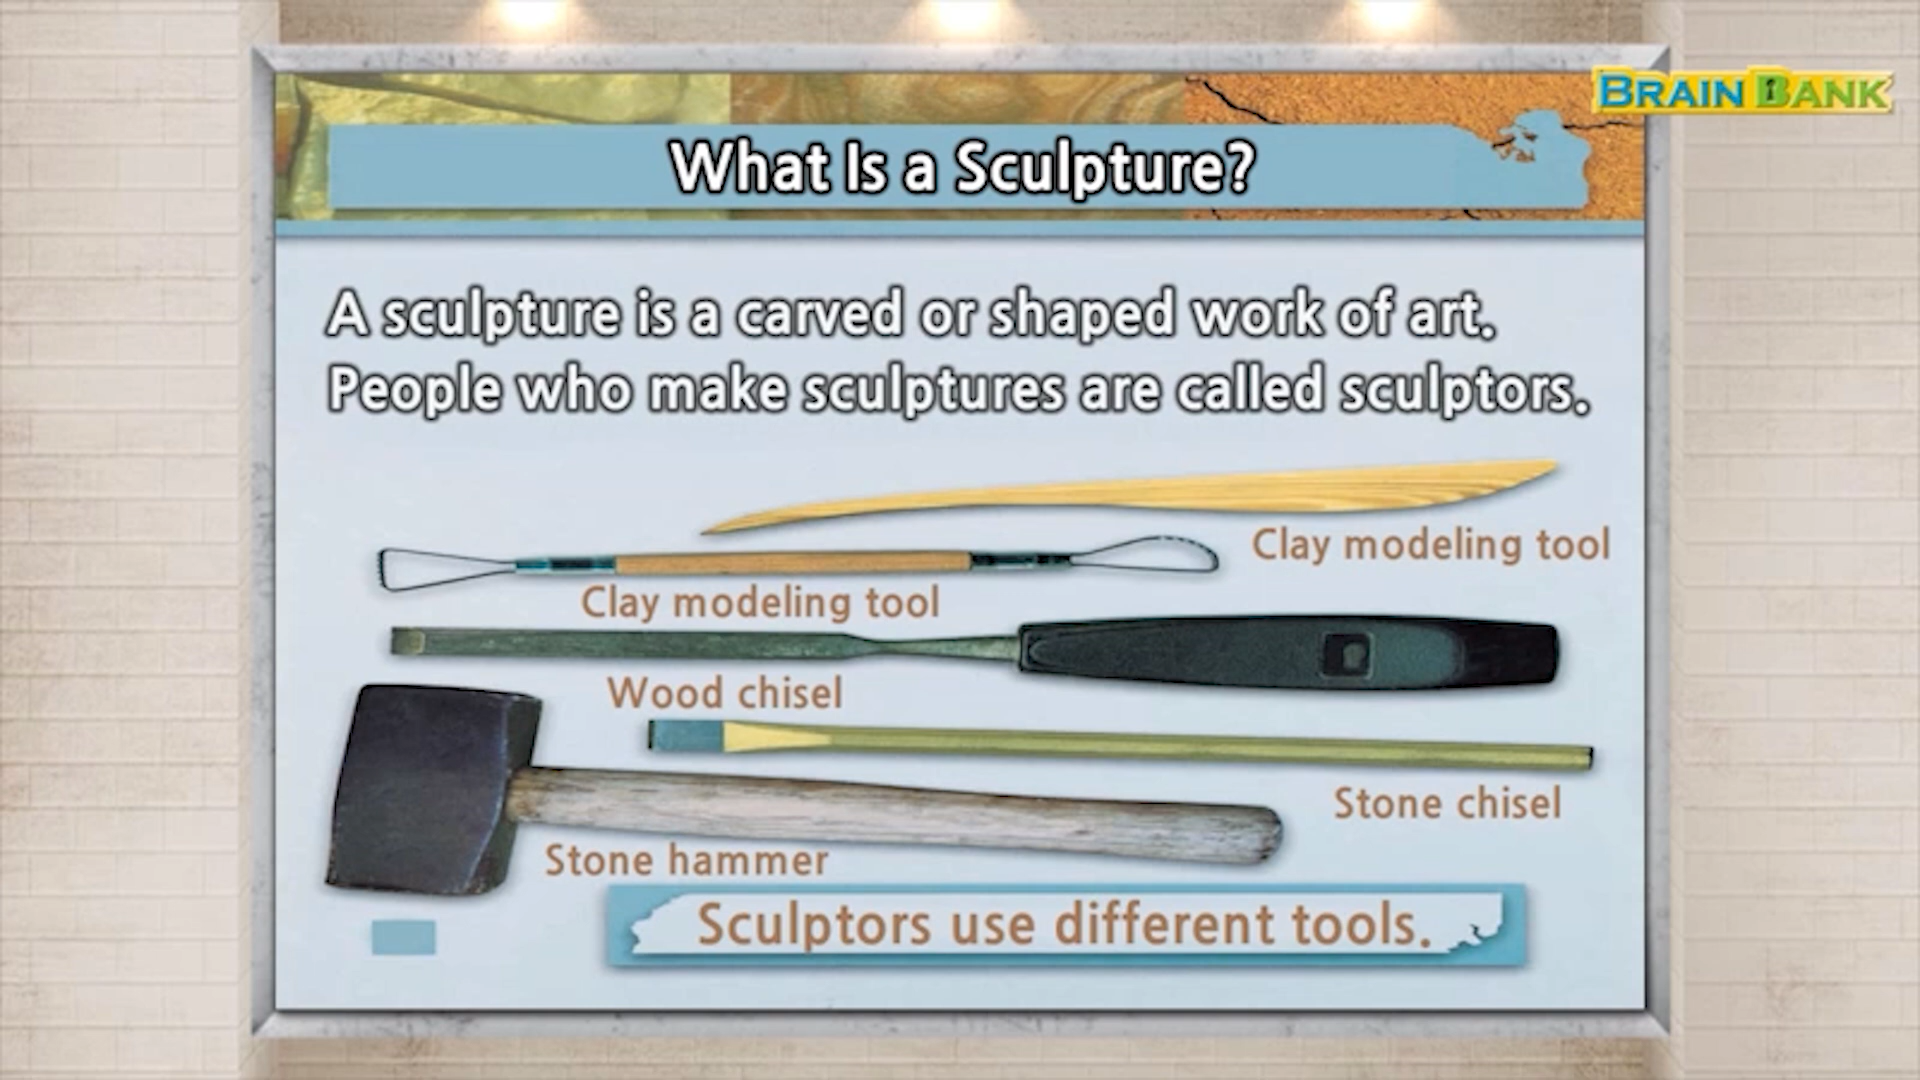 BRAIN BANK
What Is a Sculpture?
A sculpture is a carved or shaped work of art.
People who make sculptures are called sculptors.
Clay modeling tool
Clay modeling tool
Wood chisel
Stone chisel
Stone hammer
Sculptors use different tools.